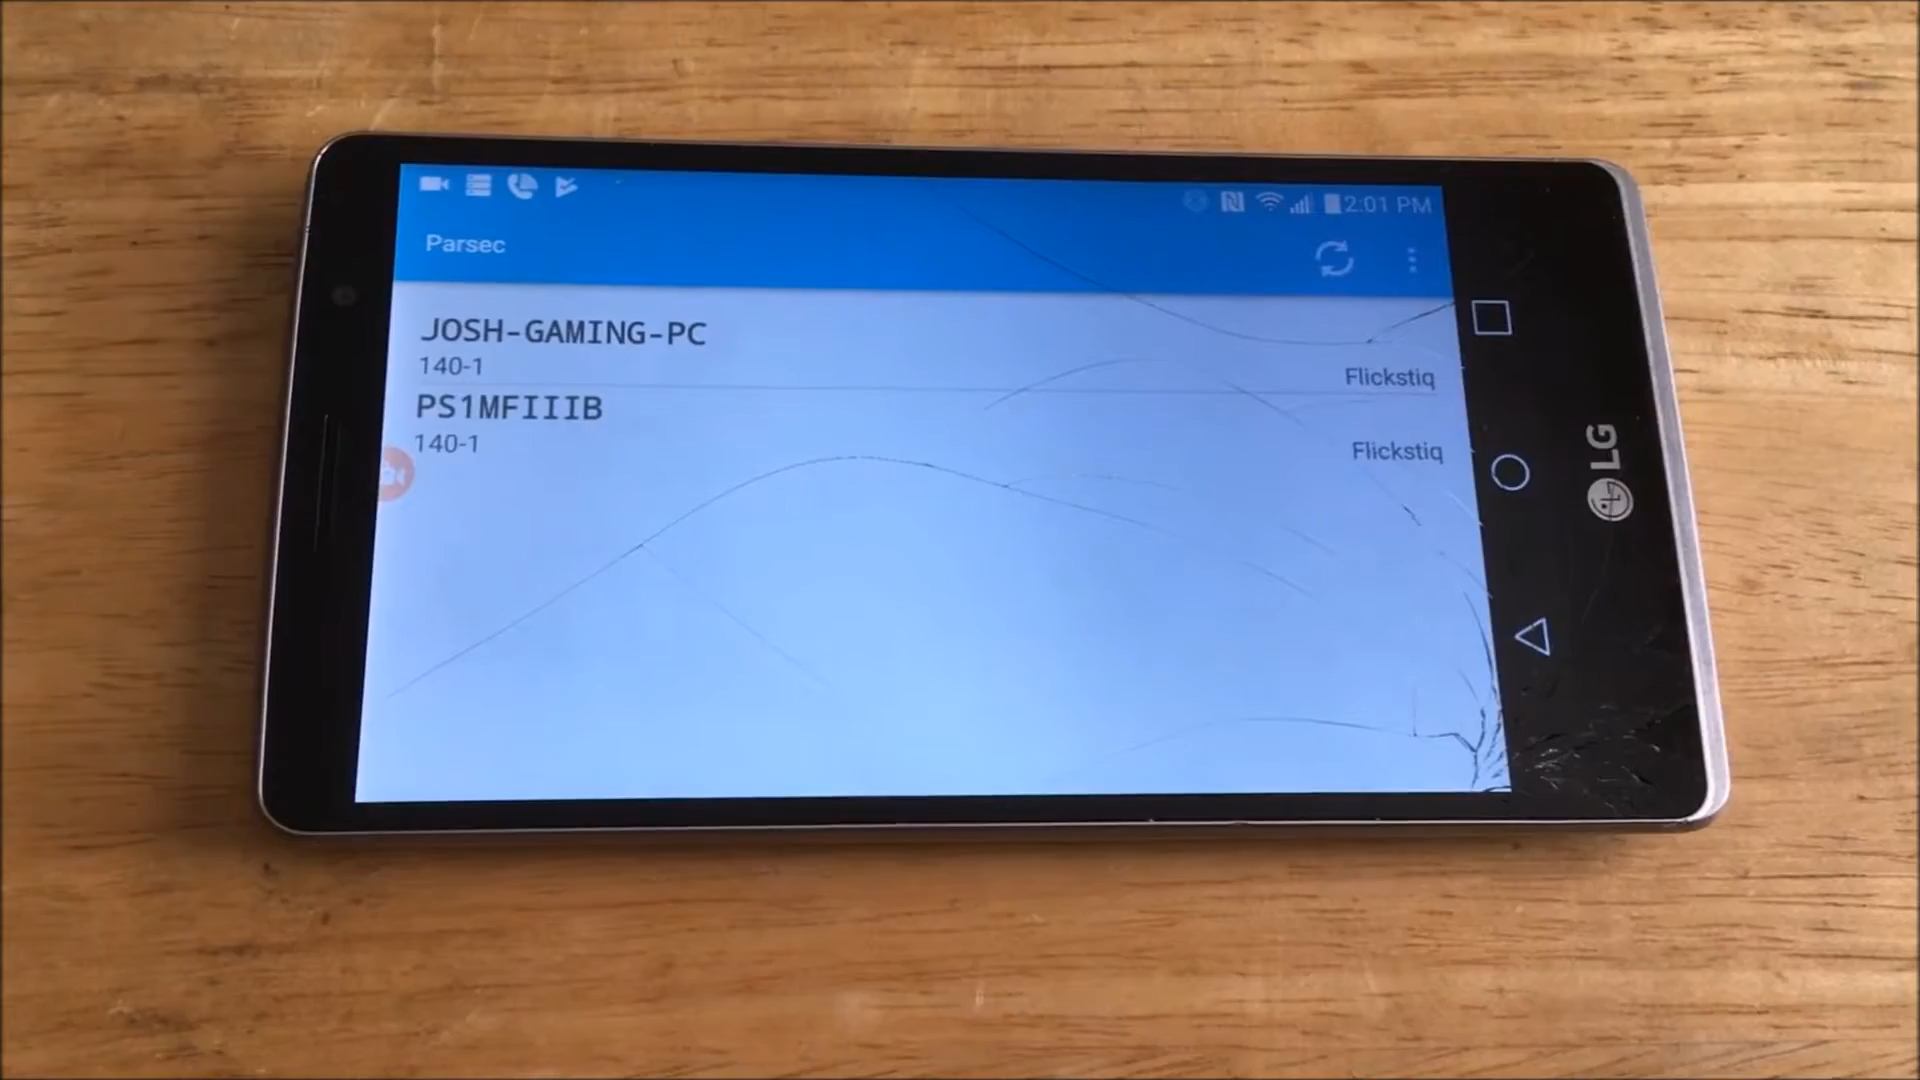 2:01 PM
Parsec
JOSH-GAMING-PC
140-1
Flickstiq
PS1MFIIIB
140-1
Flickstiq
LG